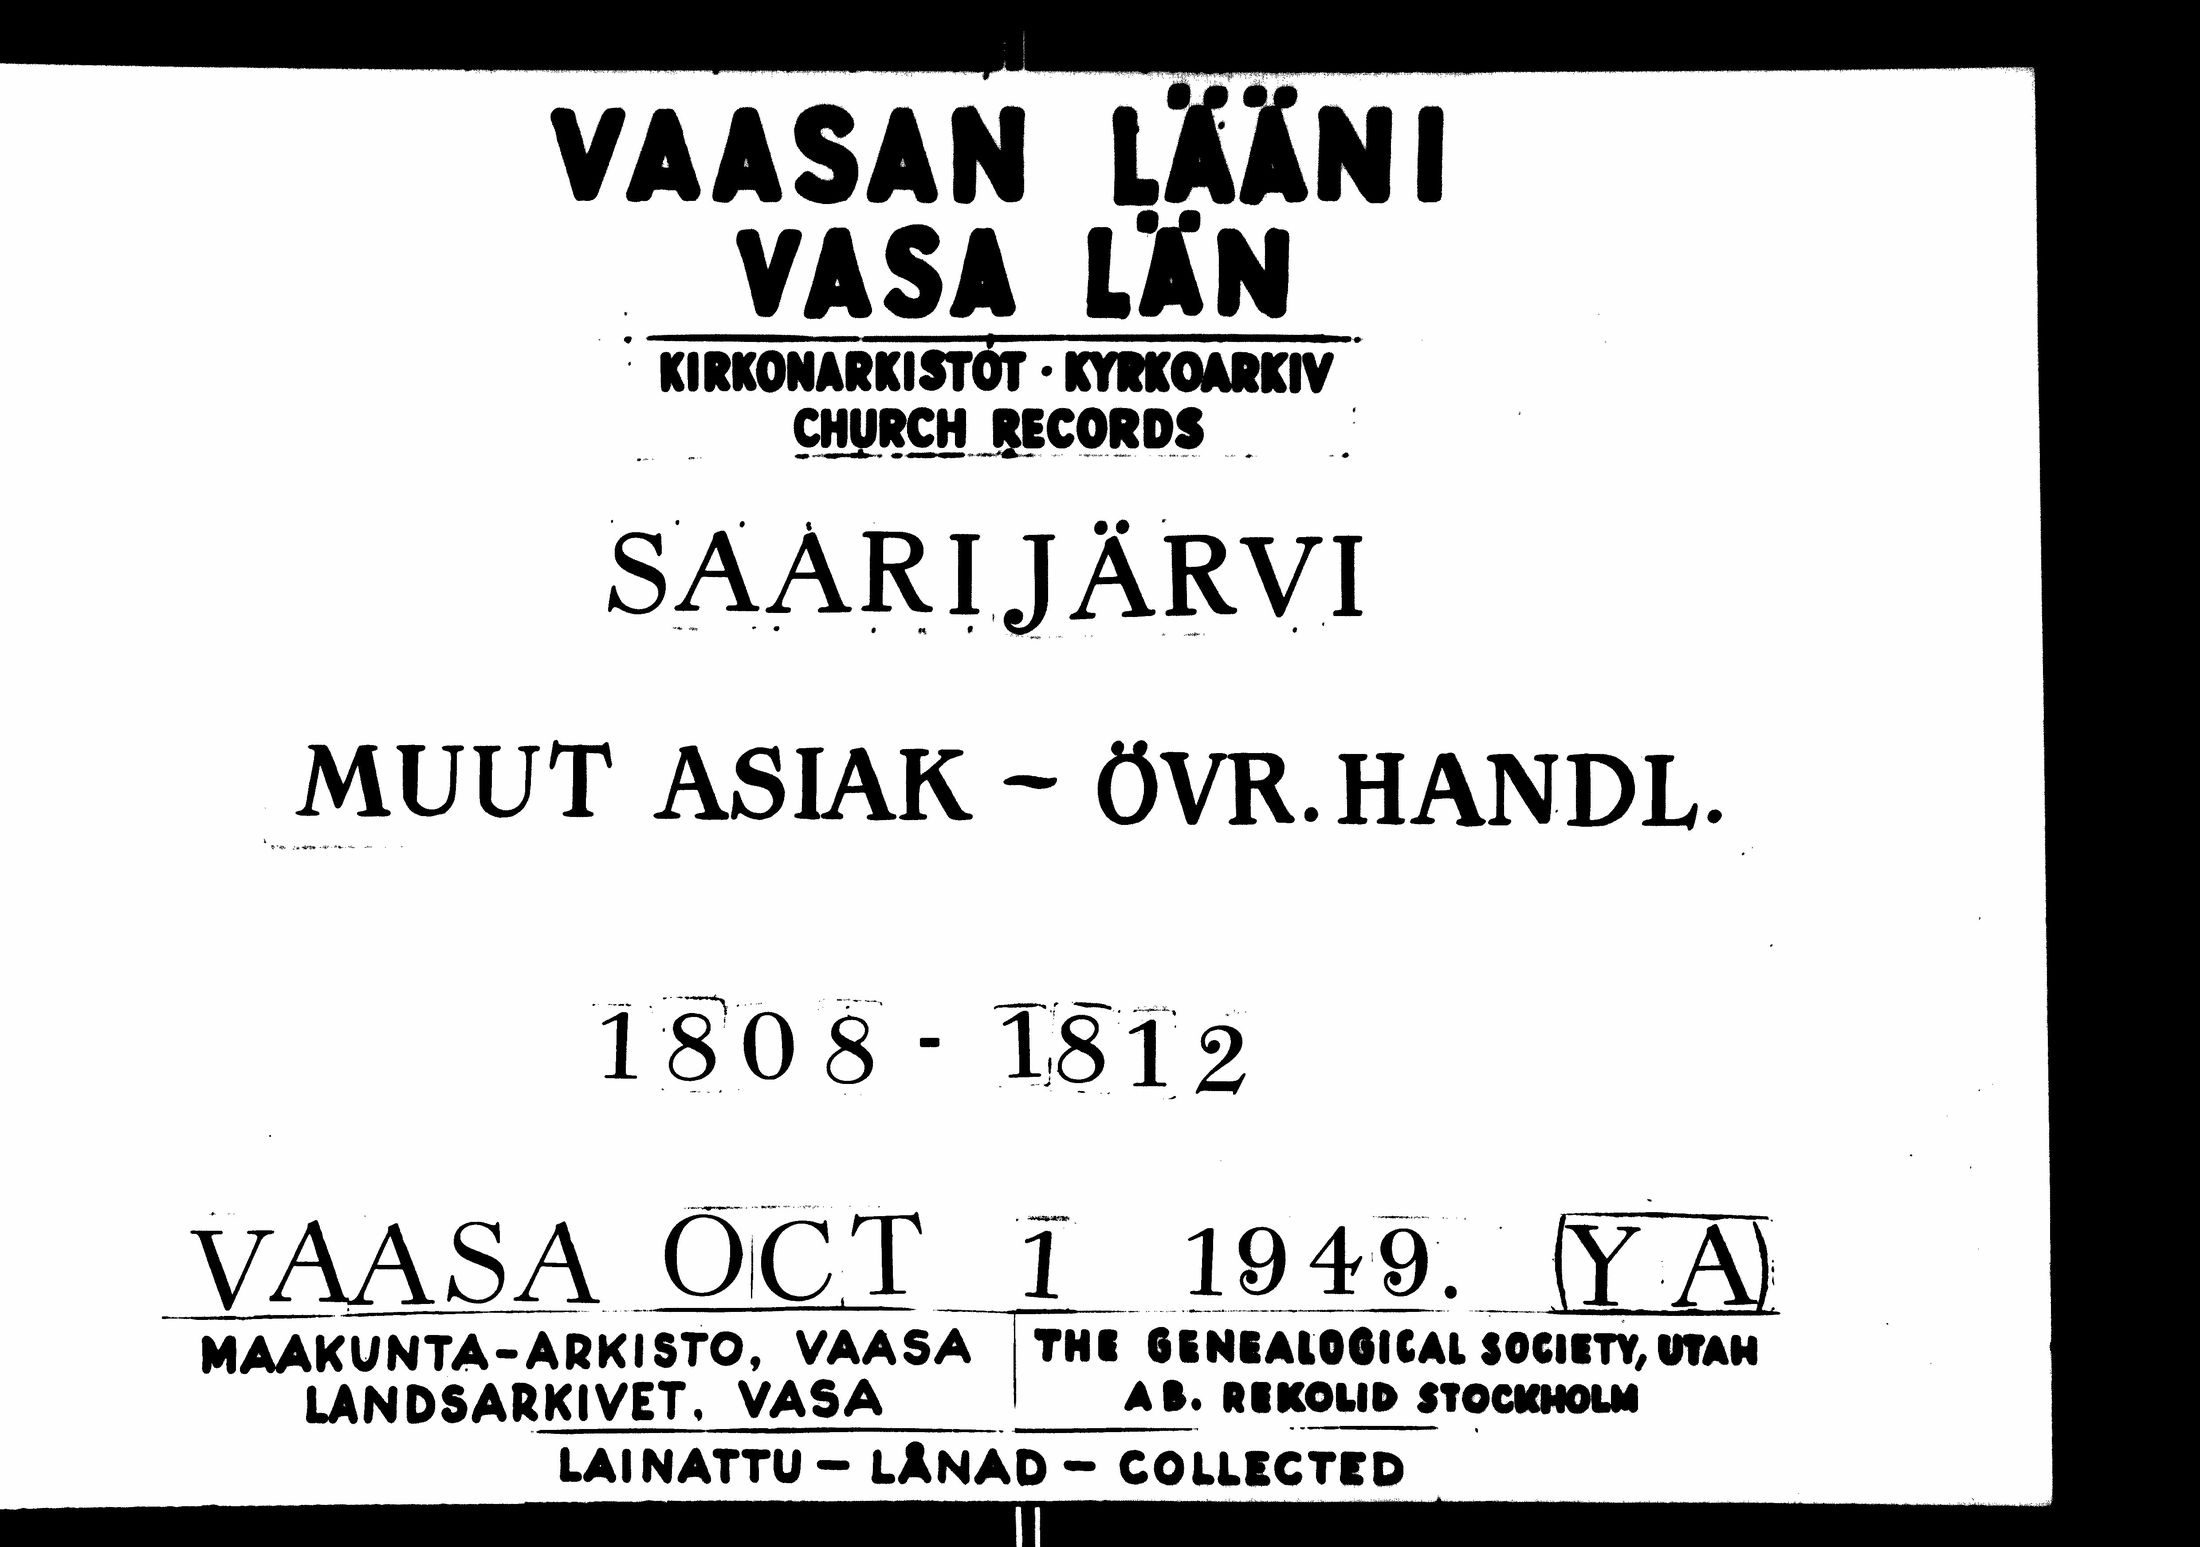 VAASAN LÄÄNI
VASA LÄN
KIRKONARKISTOT · KYRKOARKIV
CHURCH RECORDS
SAARIJÄRVI
MUUT ASIAK - ÖVR. HANDL.
1808 - 1812
VAASA OCT 1 1949. (YA)
MAAKUNTA-ARKISTO, VAASA
LANDSARKIVET, VASA
THE GENEALOGICAL SOCIETY, UTAH
AB. REKOLID STOCKHOLM
LAINATTU - LÅNAD - COLLECTED